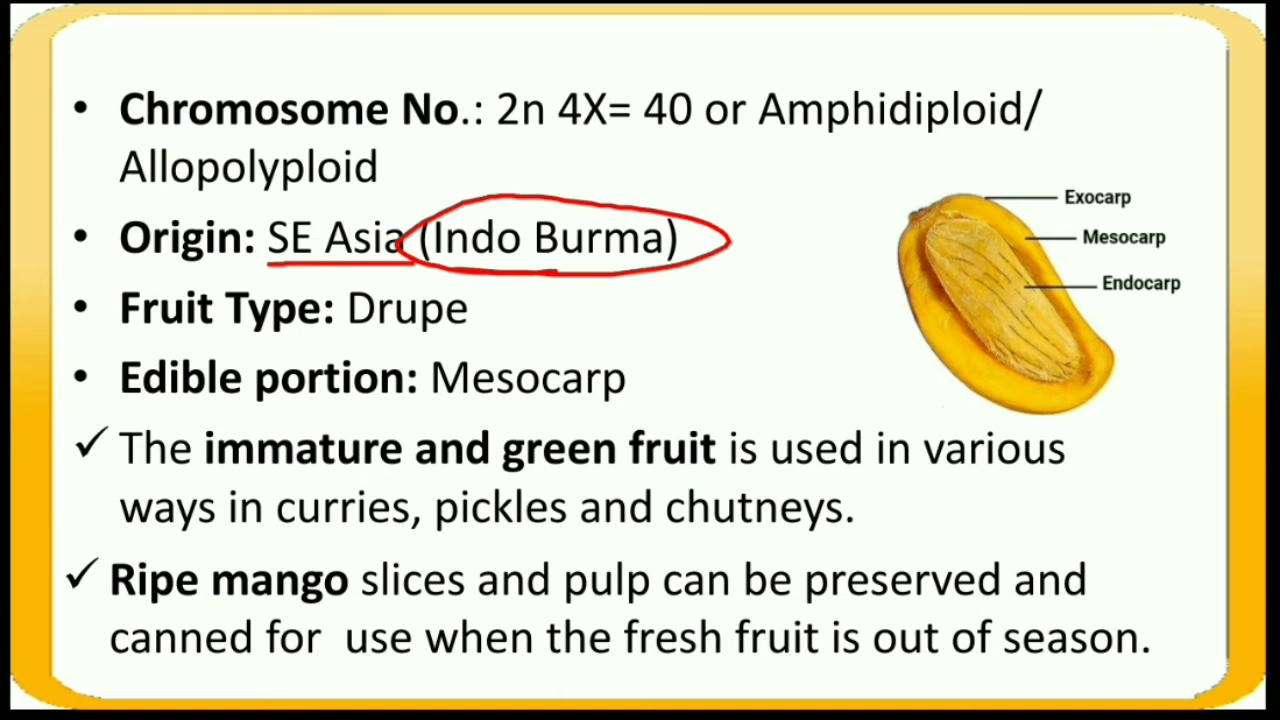 • Chromosome No.: 2n 4X= 40 or Amphidiploid/
Allopolyploid
• Origin: SE Asia (Indo Burma)
• Fruit Type: Drupe
• Edible portion: Mesocarp
✓ The immature and green fruit is used in various
ways in curries, pickles and chutneys.
✓ Ripe mango slices and pulp can be preserved and
canned for use when the fresh fruit is out of season.
Exocarp
Mesocarp
Endocarp